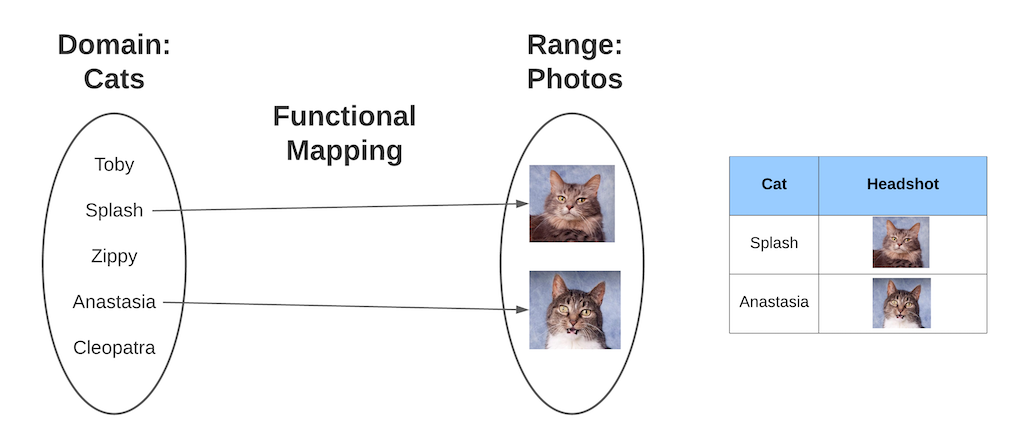 Domain:
Cats
Functional
Mapping
Range:
Photos
Toby
Splash
Zippy
Anastasia
Cleopatra
Cat Headshot
Splash
Anastasia